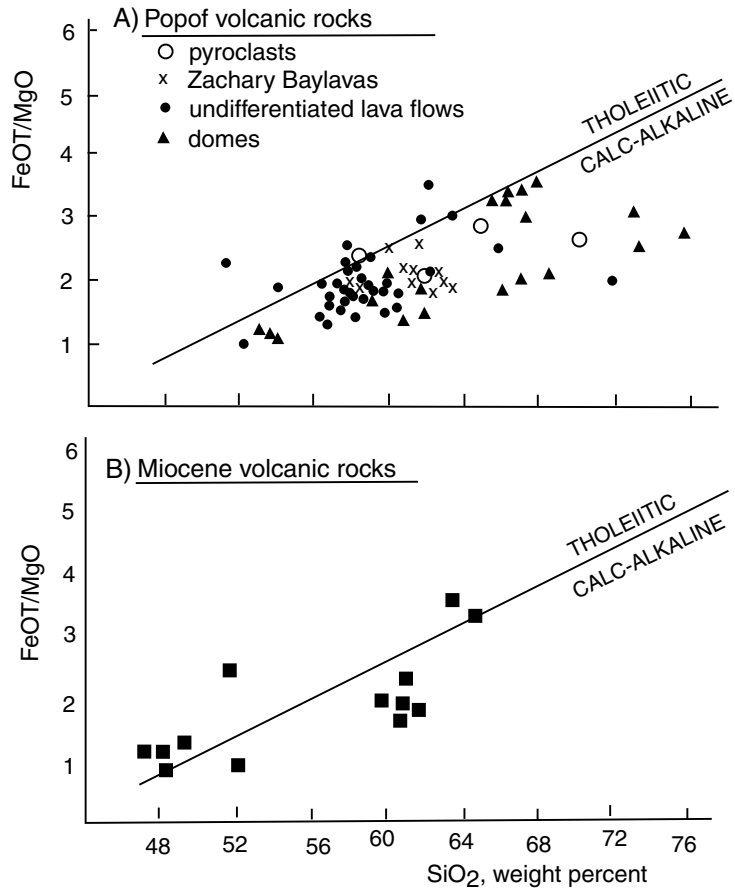 A) Popof volcanic rocks
pyroclasts
Zachary Baylavas
undifferentiated lava flows
domes
FeOT/MgO
6
5
4
3
2
1
THOLEIITIC
CALC-ALKALINE
B) Miocene volcanic rocks
FeOT/MgO
6
5
4
3
2
1
THOLEIITIC
CALC-ALKALINE
48 52 56 60 64 68 72 76
SiO2, weight percent